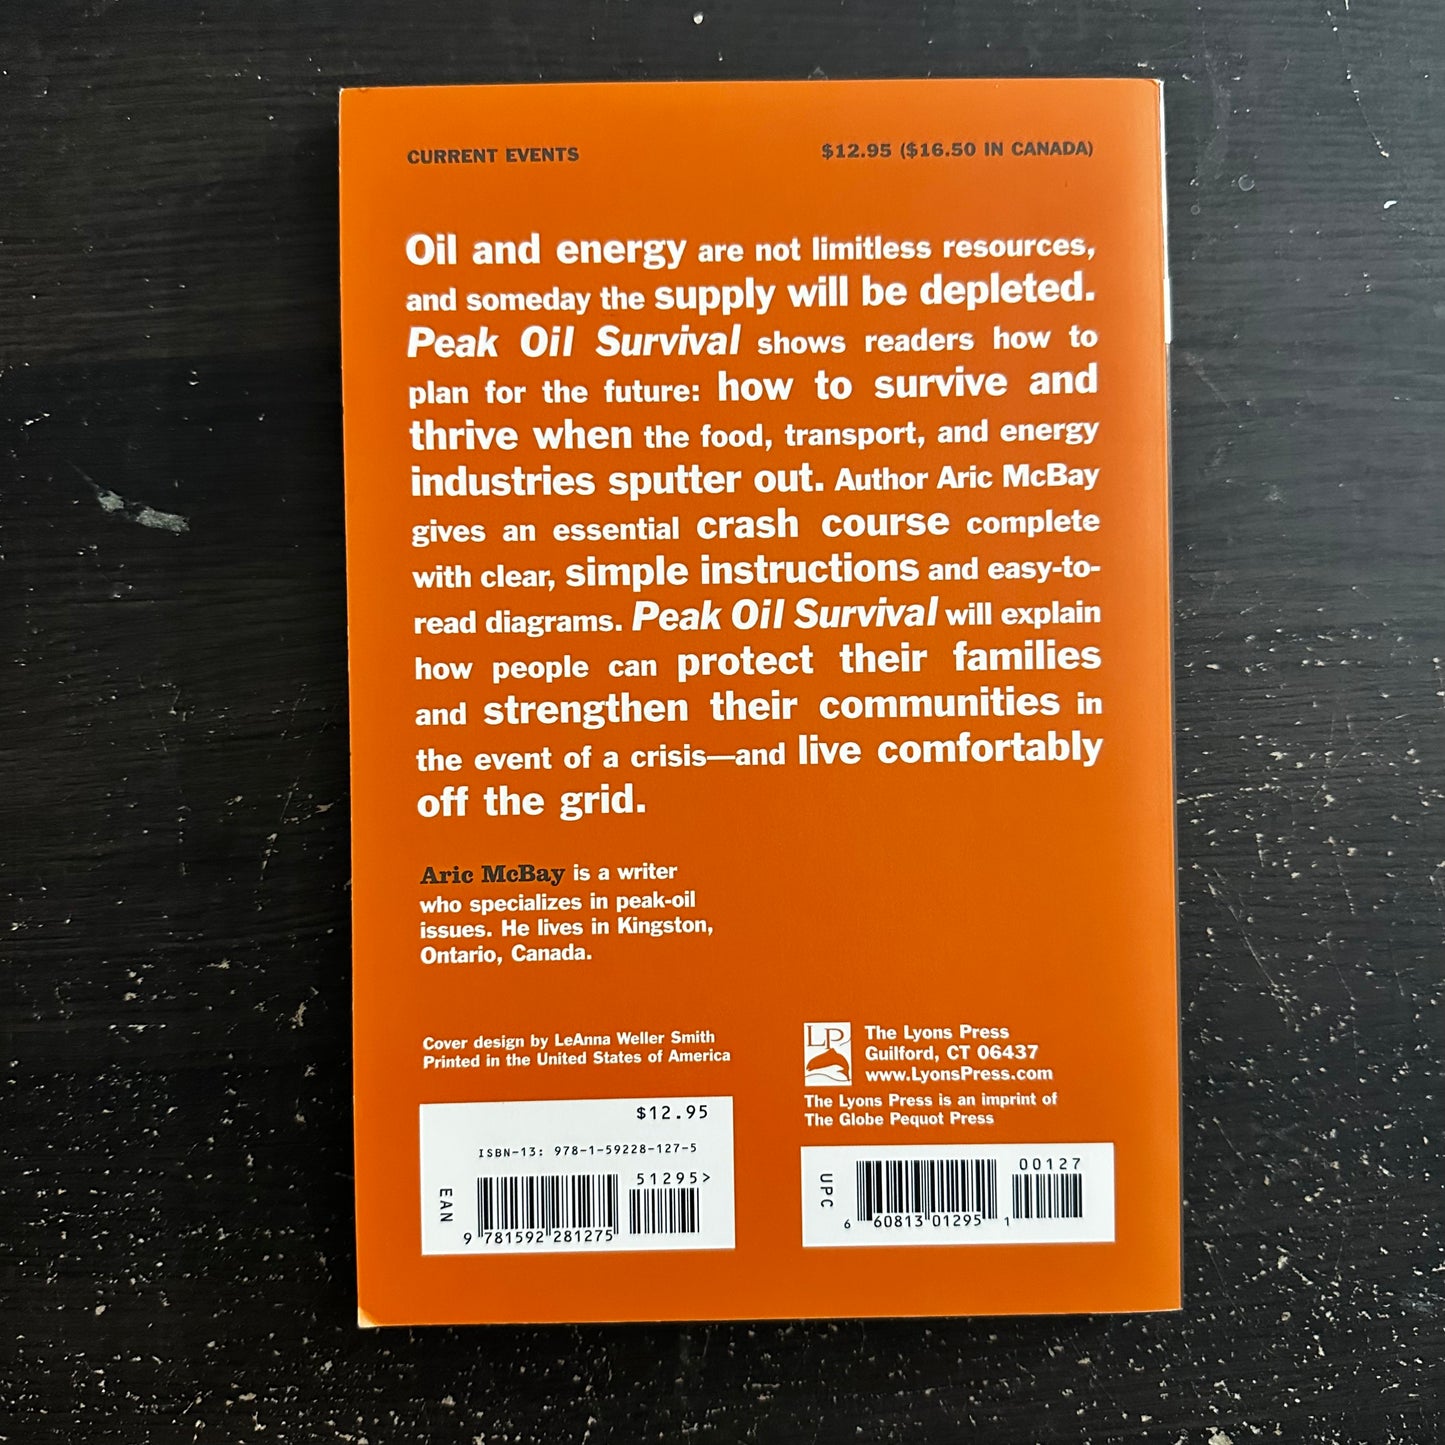 CURRENT EVENTS
$12.95 ($16.50 IN CANADA)
Oil and energy are not limitless resources,
and someday the supply will be depleted.
Peak Oil Survival shows readers how to
plan for the future: how to survive and
thrive when the food, transport, and energy
industries sputter out. Author Aric McBay
gives an essential crash course complete
with clear, simple instructions and easy-to-
read diagrams. Peak Oil Survival will explain
how people can protect their families
and strengthen their communities in
the event of a crisis—and live comfortably
off the grid.
Aric McBay is a writer
who specializes in peak-oil
issues. He lives in Kingston,
Ontario, Canada.
Cover design by LeAnna Weller Smith
Printed in the United States of America
LP
The Lyons Press
Guilford, CT 06437
www.LyonsPress.com
The Lyons Press is an imprint of
The Globe Pequot Press
$12.95
ISBN-13: 978-1-59228-127-5
51295>
EAN
9 781592 281275
UPC
00127
6 60813 01295 1